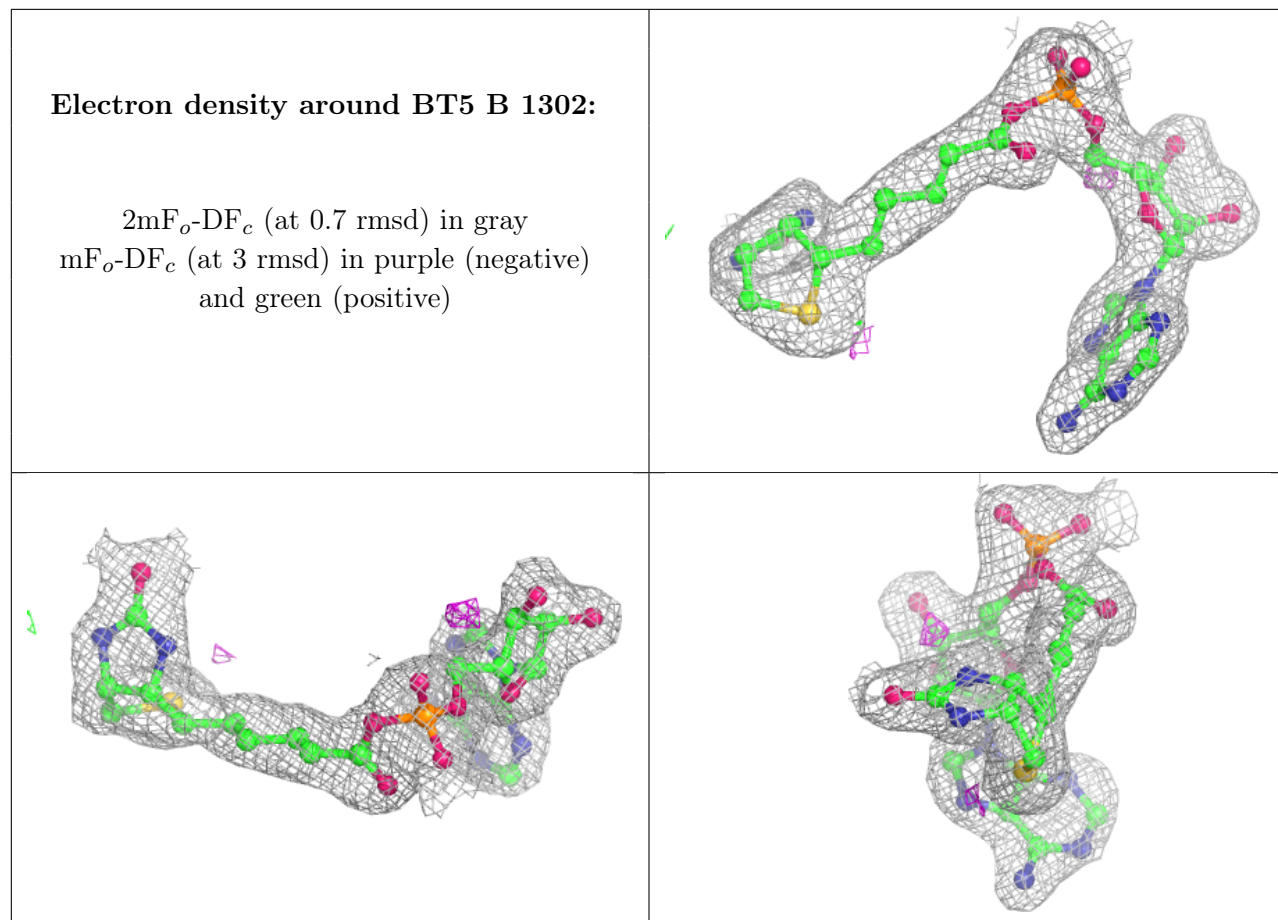 Electron density around BT5 B 1302:
2mFo-DFc (at 0.7 rmsd) in gray
mFo-DFc (at 3 rmsd) in purple (negative)
and green (positive)